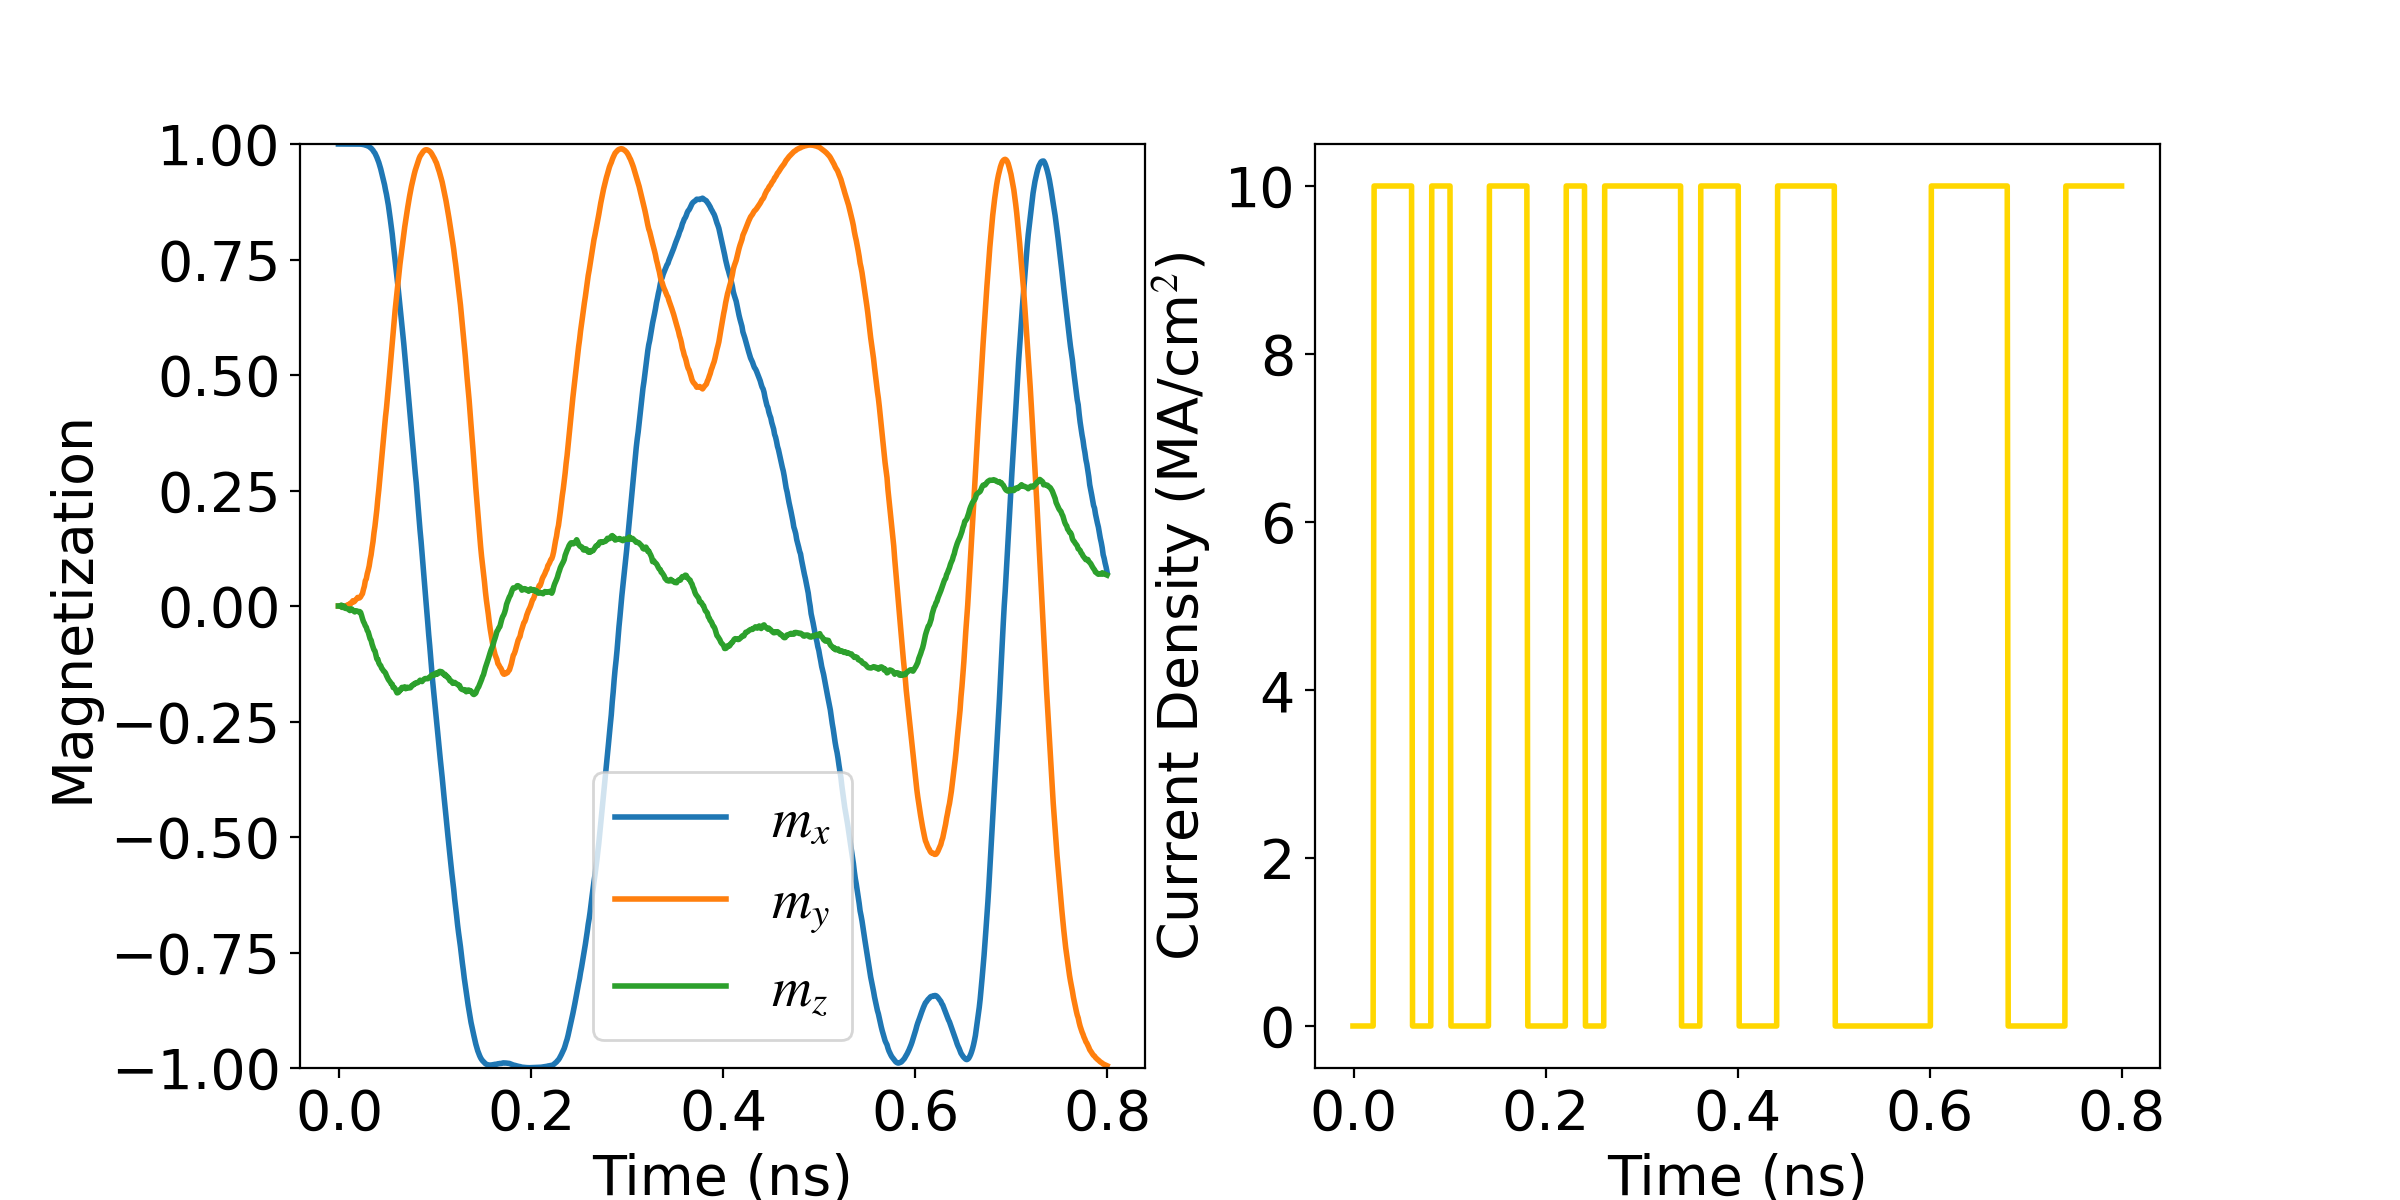 Magnetization
1.00
0.75
0.50
0.25
0.00
−0.25
−0.50
−0.75
−1.00
m_x
m_y
m_z
0.0 0.2 0.4 0.6 0.8
Time (ns)
Current Density (MA/cm²)
10
8
6
4
2
0
0.0 0.2 0.4 0.6 0.8
Time (ns)